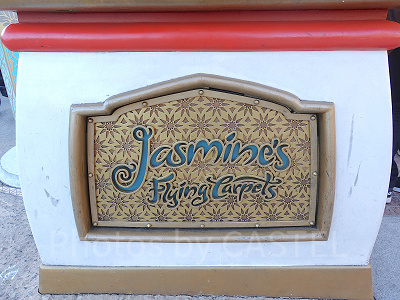 Jasmine's
Flying Carpets
Photo by CASTEL